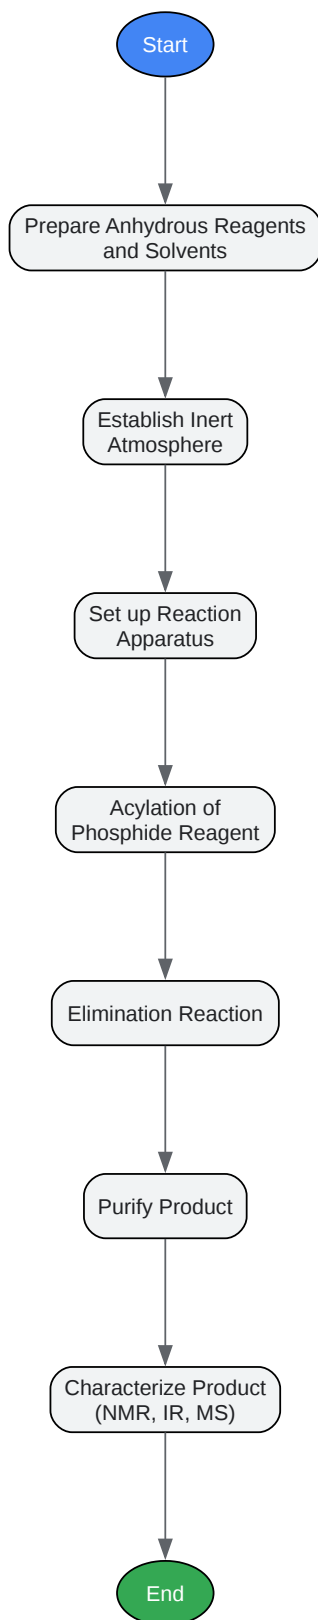 Start
Prepare Anhydrous Reagents
and Solvents
Establish Inert
Atmosphere
Set up Reaction
Apparatus
Acylation of
Phosphide Reagent
Elimination Reaction
Purify Product
Characterize Product
(NMR, IR, MS)
End